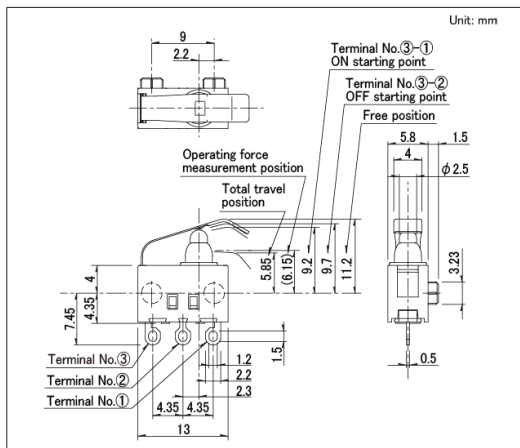 Unit: mm
9
2.2
Terminal No.③-①
ON starting point
Terminal No.③-②
OFF starting point
Free position
5.8
1.5
4
φ2.5
Operating force
measurement position
Total travel
position
5.85
(6.15)
9.2
9.7
11.2
3.23
4
4.35
7.45
1.5
Terminal No.③
Terminal No.②
Terminal No.①
1.2
2.2
2.3
0.5
4.35
4.35
13